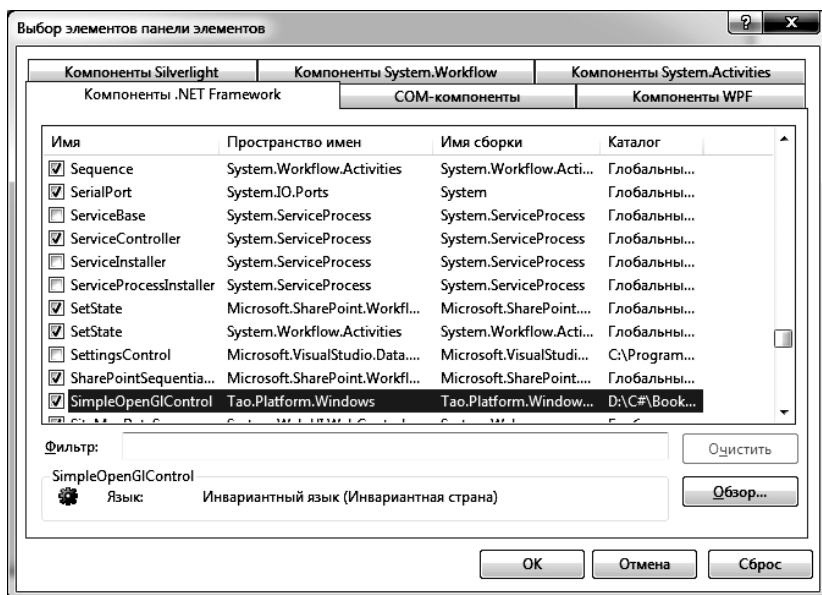 Выбор элементов панели элементов
Компоненты Silverlight Компоненты System.Workflow Компоненты System.Activities
Компоненты .NET Framework COM-компоненты Компоненты WPF
Имя Пространство имен Имя сборки Каталог
Sequence System.Workflow.Activities System.Workflow.Acti... Глобальны...
SerialPort System.IO.Ports System Глобальны...
ServiceBase System.ServiceProcess System.ServiceProcess Глобальны...
ServiceController System.ServiceProcess System.ServiceProcess Глобальны...
ServiceInstaller System.ServiceProcess System.ServiceProcess Глобальны...
ServiceProcessInstaller System.ServiceProcess System.ServiceProcess Глобальны...
SetState Microsoft.SharePoint.Workfl... Microsoft.SharePoint.... Глобальны...
SetState System.Workflow.Activities System.Workflow.Acti... Глобальны...
SettingsControl Microsoft.VisualStudio.Data.... Microsoft.VisualStudi... C:\Program...
SharePointSequentia... Microsoft.SharePoint.Workfl... Microsoft.SharePoint.... Глобальны...
SimpleOpenGlControl Tao.Platform.Windows Tao.Platform.Window... D:\C#\Book...
Фильтр:
Очистить
SimpleOpenGlControl
Язык: Инвариантный язык (Инвариантная страна)
Обзор...
ОК Отмена Сброс